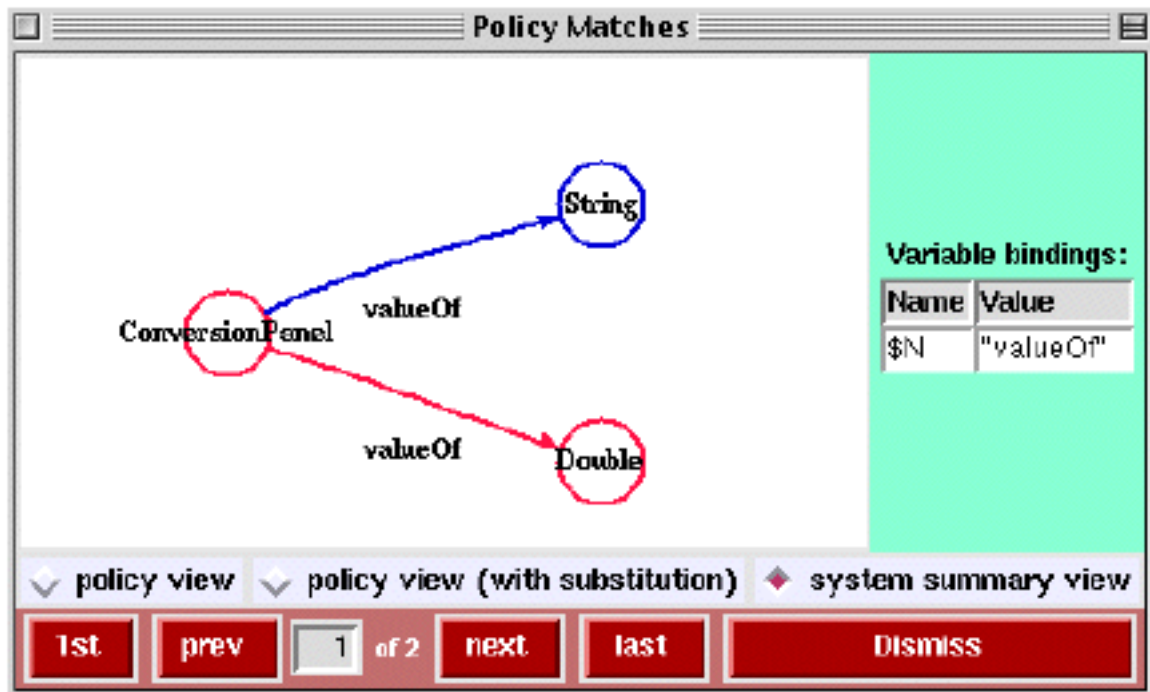 Policy Matches
String
valueOf
ConversionPanel
valueOf
Double
Variable bindings:
Name Value
$N "valueOf"
policy view policy view (with substitution) system summary view
1st prev 1 of 2 next last Dismiss